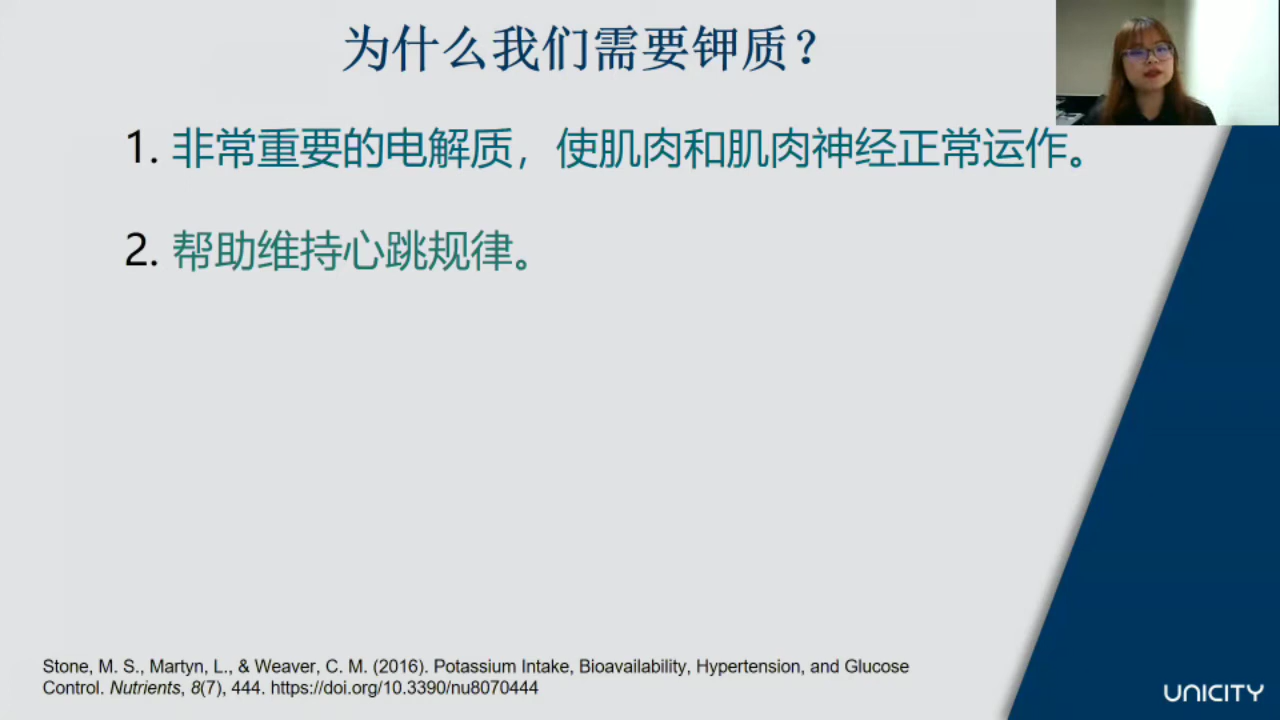 为什么我们需要钾质？
1. 非常重要的电解质，使肌肉和肌肉神经正常运作。
2. 帮助维持心跳规律。
Stone, M. S., Martyn, L., & Weaver, C. M. (2016). Potassium Intake, Bioavailability, Hypertension, and Glucose
Control. Nutrients, 8(7), 444. https://doi.org/10.3390/nu8070444
UNICITY